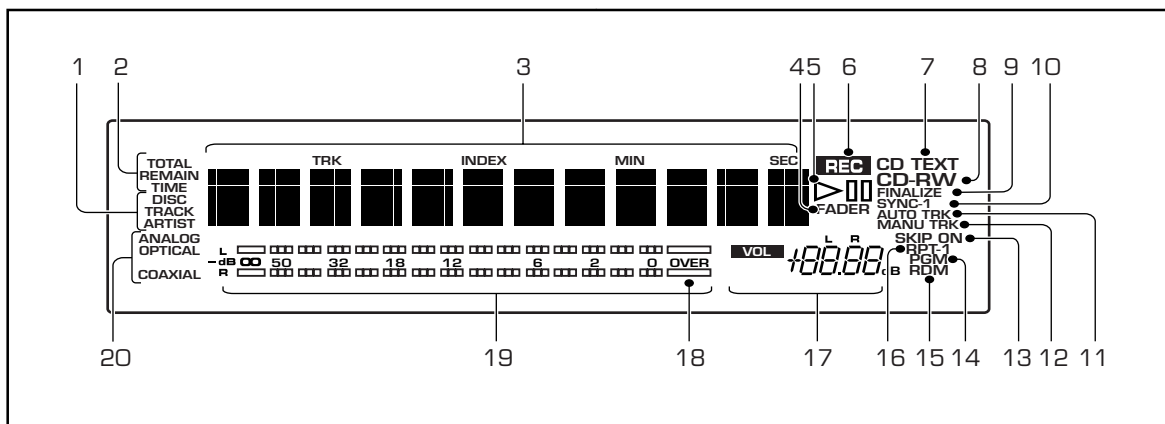 1 2 3 4 5 6 7 8 9 10
TOTAL
REMAIN
TIME
DISC
TRACK
ARTIST
ANALOG
OPTICAL
COAXIAL
TRK INDEX MIN SEC
REC
FADER
CD TEXT
CD-RW
FINALIZE
SYNC-1
AUTO TRK
MANU TRK
SKIP ON
RPT-1
PGM
RDM
L
-dB ∞ 50 32 18 12 6 2 0 OVER
R
VOL
L R
+88.88 dB
20 19 18 17 16 15 14 13 12 11